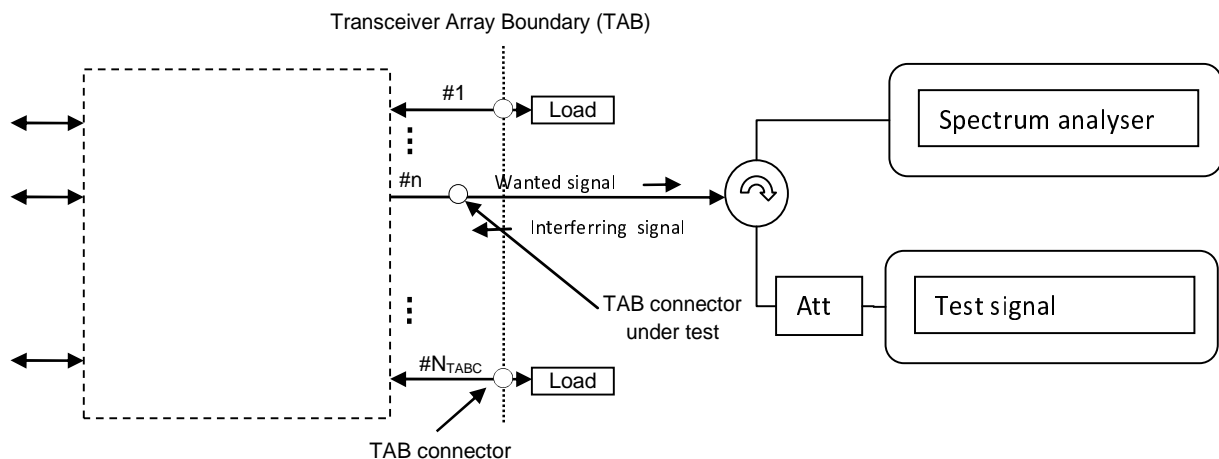 Transceiver Array Boundary (TAB)
#1
Load
Spectrum analyser
#n
Wanted signal
Interferring signal
TAB connector
under test
Att
Test signal
#NTABC
Load
TAB connector